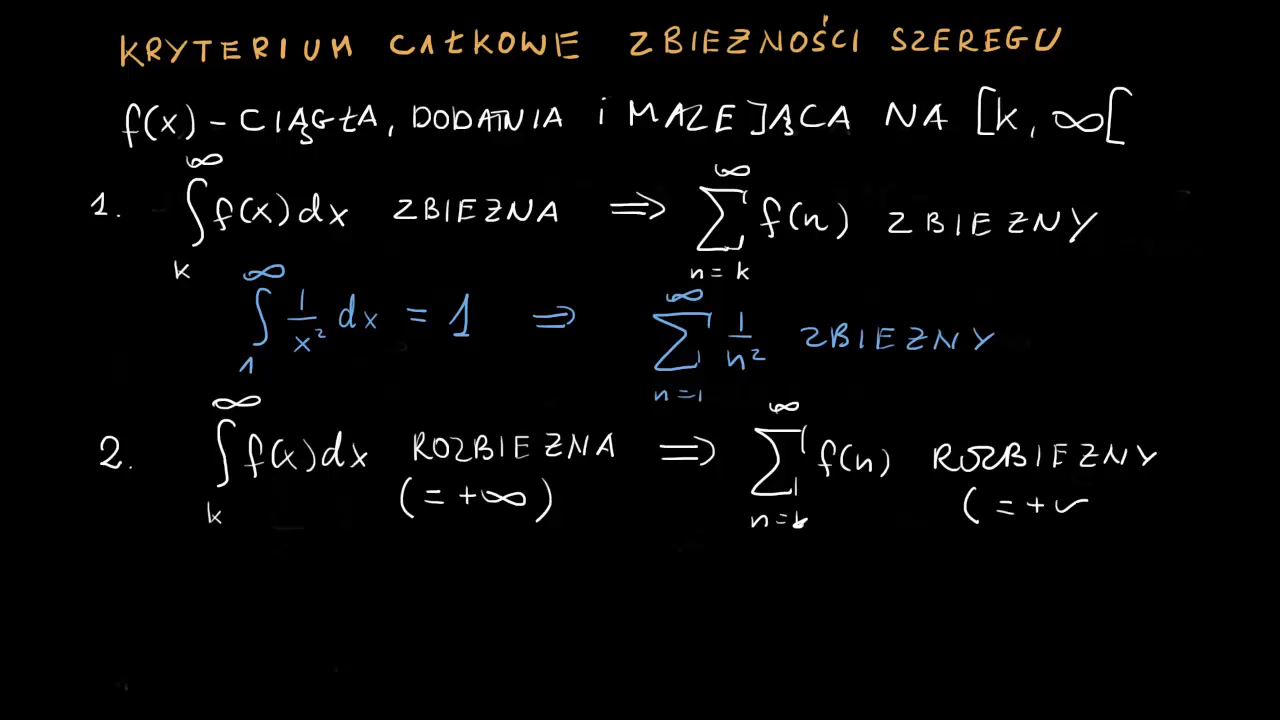 KRYTERIUM CAŁKOWE ZBIEŻNOŚCI SZEREGU
f(x) – CIĄGŁA, DODATNIA i MALEJĄCA NA [k, ∞[
1. ∫_k^∞ f(x) dx ZBIEŻNA ⇒ ∑_{n=k}^∞ f(n) ZBIEŻNY
∫_1^∞ 1/x² dx = 1 ⇒ ∑_{n=1}^∞ 1/n² ZBIEŻNY
2. ∫_k^∞ f(x) dx ROZBIEŻNA ⇒ ∑_{n=k}^∞ f(n) ROZBIEŻNY
(= +∞) (= +